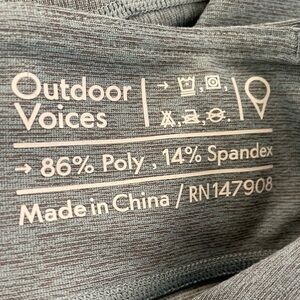 Outdoor
Voices
→ 86% Poly, 14% Spandex
Made in China / RN147908